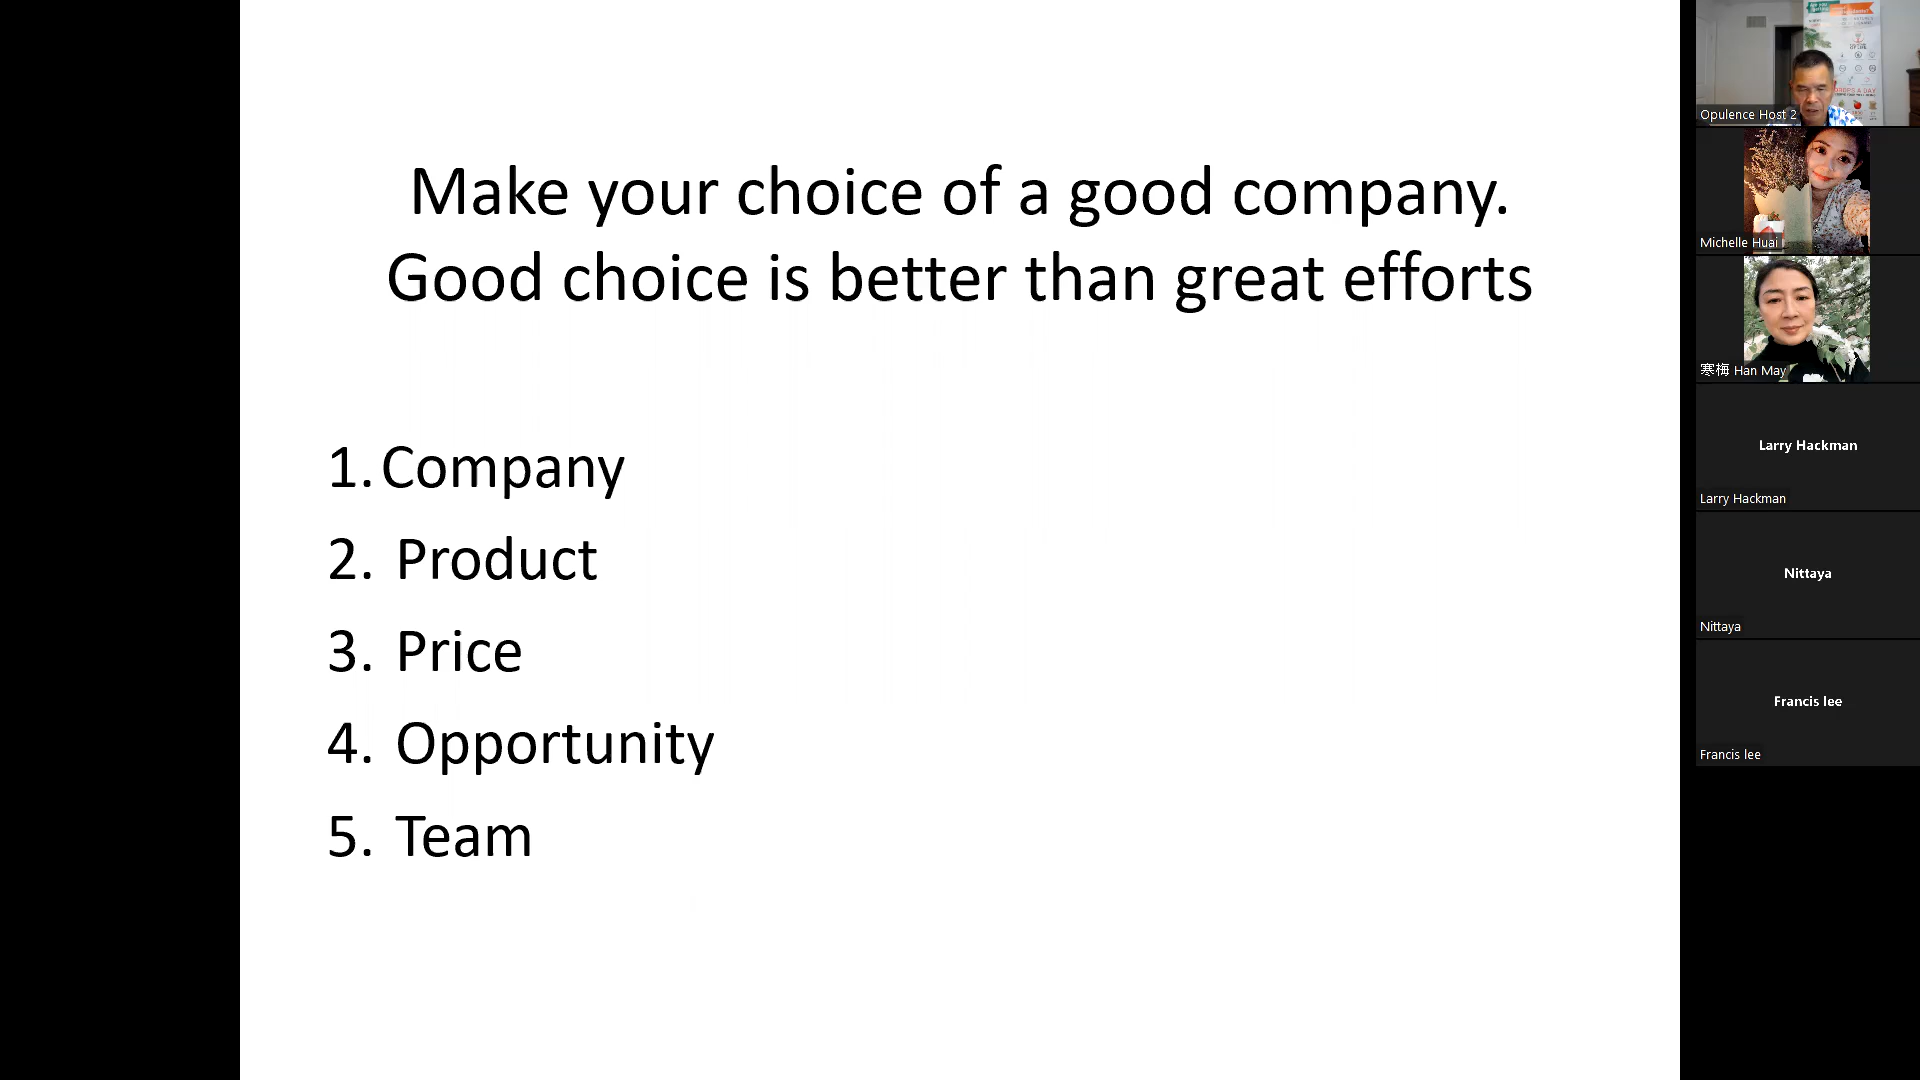 Make your choice of a good company.
Good choice is better than great efforts
1. Company
2. Product
3. Price
4. Opportunity
5. Team
Opulence Host 2
Michelle Huai
寒梅 Han May
Larry Hackman
Larry Hackman
Nittaya
Nittaya
Francis lee
Francis lee